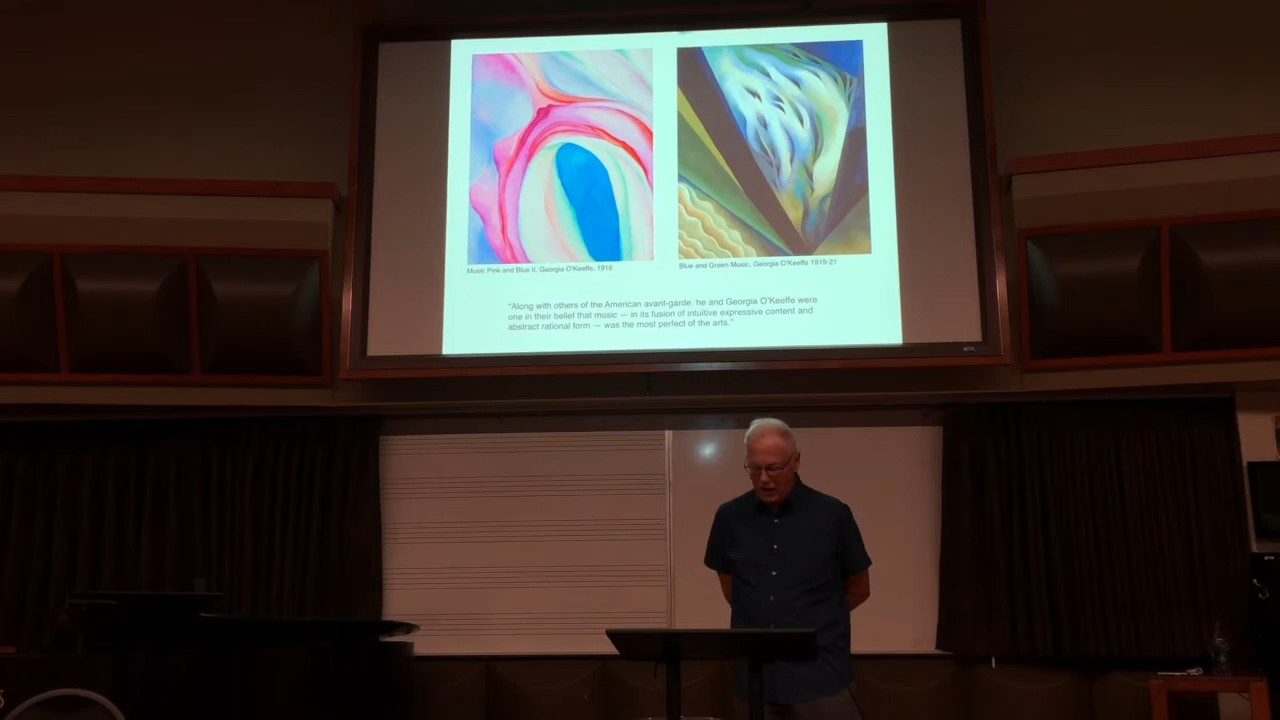 Music Pink and Blue II, Georgia O'Keeffe, 1918
Blue and Green Music, Georgia O'Keeffe 1919-21
"Along with others of the American avant-garde, he and Georgia O'Keeffe were
one in their belief that music — in its fusion of intuitive expressive content and
abstract rational form — was the most perfect of the arts."